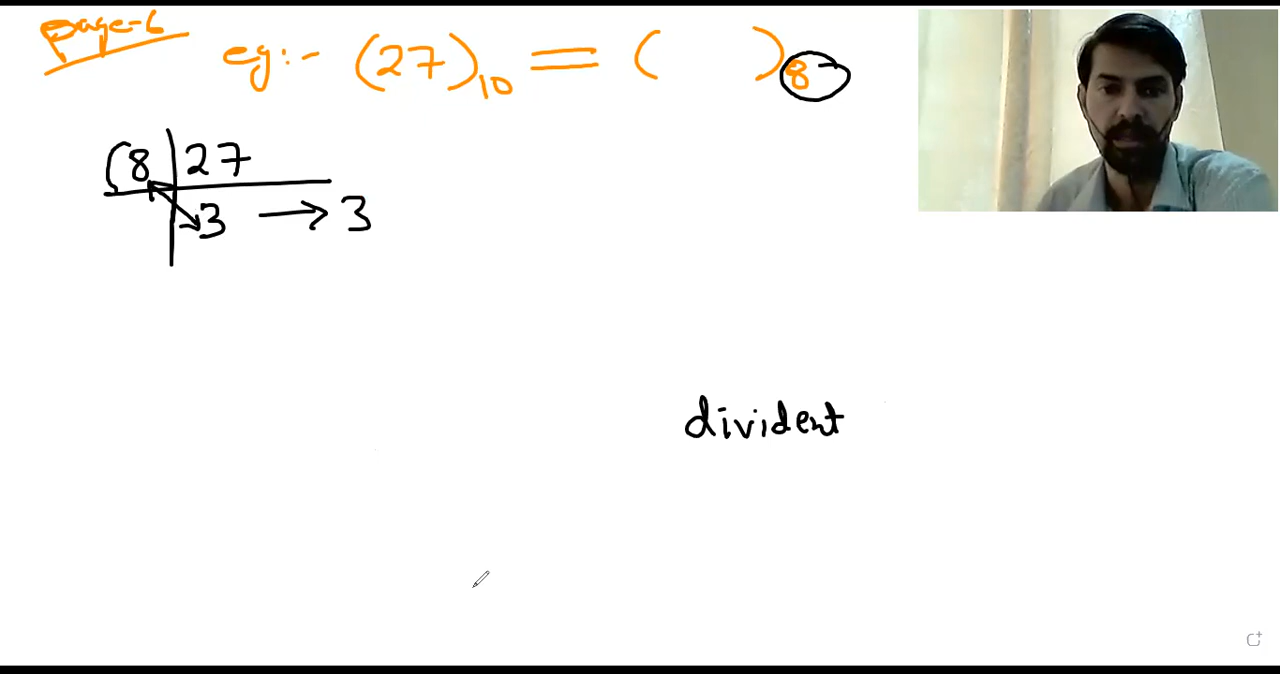 page-6
eg:- (27)10 = ( )8
(8 | 27
3 → 3
divident